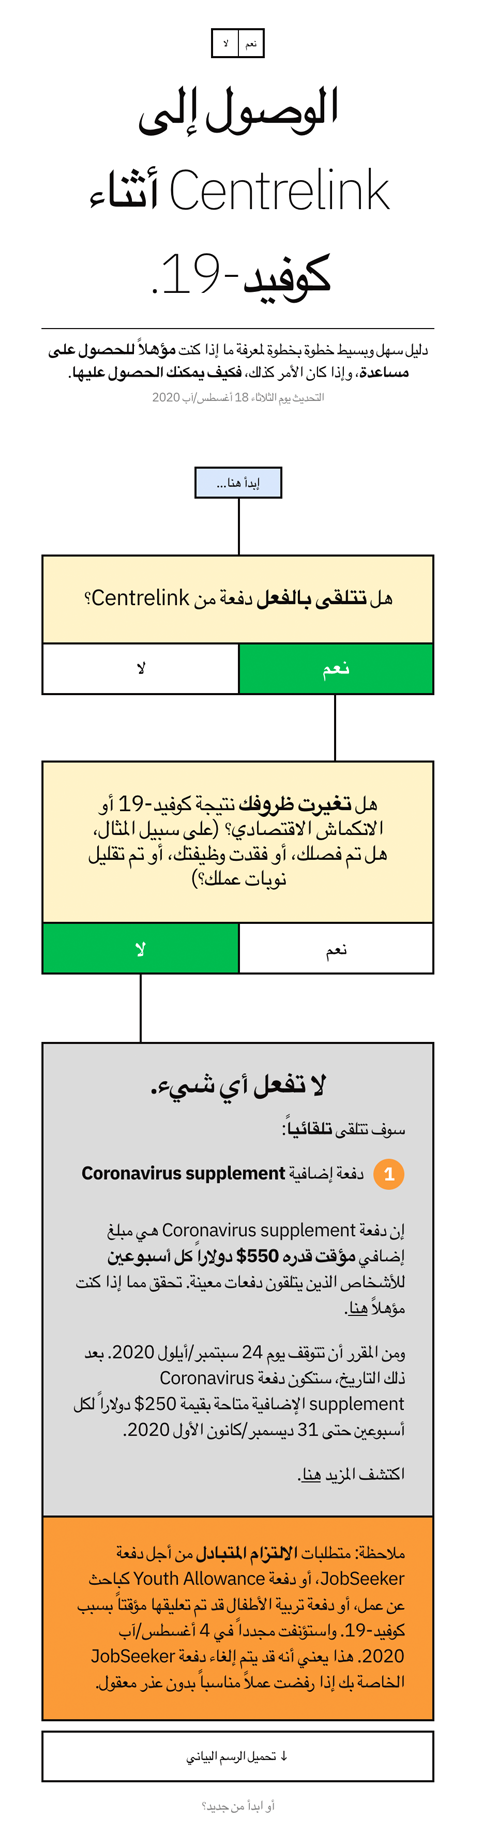 نعم
لا
الوصول إلى
Centrelink أثناء
كوفيد-19.
دليل سهل وبسيط خطوة بخطوة لمعرفة ما إذا كنت مؤهلاً للحصول على
مساعدة، وإذا كان الأمر كذلك، فكيف يمكنك الحصول عليها.
التحديث يوم الثلاثاء 18 أغسطس/آب 2020
إبدأ هنا...
هل تتلقى بالفعل دفعة من Centrelink؟
نعم
لا
هل تغيرت ظروفك نتيجة كوفيد-19 أو
الانكماش الاقتصادي؟ (على سبيل المثال،
هل تم فصلك، أو فقدت وظيفتك، أو تم تقليل
نوبات عملك؟)
نعم
لا
لا تفعل أي شيء.
سوف تتلقى تلقائياً:
1 دفعة إضافية Coronavirus supplement
إن دفعة Coronavirus supplement هي مبلغ
إضافي مؤقت قدره 550$ دولاراً كل أسبوعين
للأشخاص الذين يتلقون دفعات معينة. تحقق مما إذا كنت
مؤهلاً هنا.
ومن المقرر أن تتوقف يوم 24 سبتمبر/أيلول 2020. بعد
ذلك التاريخ، ستكون دفعة Coronavirus
supplement الإضافية متاحة بقيمة 250$ دولاراً لكل
أسبوعين حتى 31 ديسمبر/كانون الأول 2020.
اكتشف المزيد هنا.
ملاحظة: متطلبات الالتزام المتبادل من أجل دفعة
JobSeeker، أو دفعة Youth Allowance كباحث
عن عمل، أو دفعة تربية الأطفال قد تم تعليقها مؤقتاً بسبب
كوفيد-19. واستؤنفت مجدداً في 4 أغسطس/آب
2020. هذا يعني أنه قد يتم إلغاء دفعة JobSeeker
الخاصة بك إذا رفضت عملاً مناسباً بدون عذر معقول.
↓ تحميل الرسم البياني
أو أبدأ من جديد؟